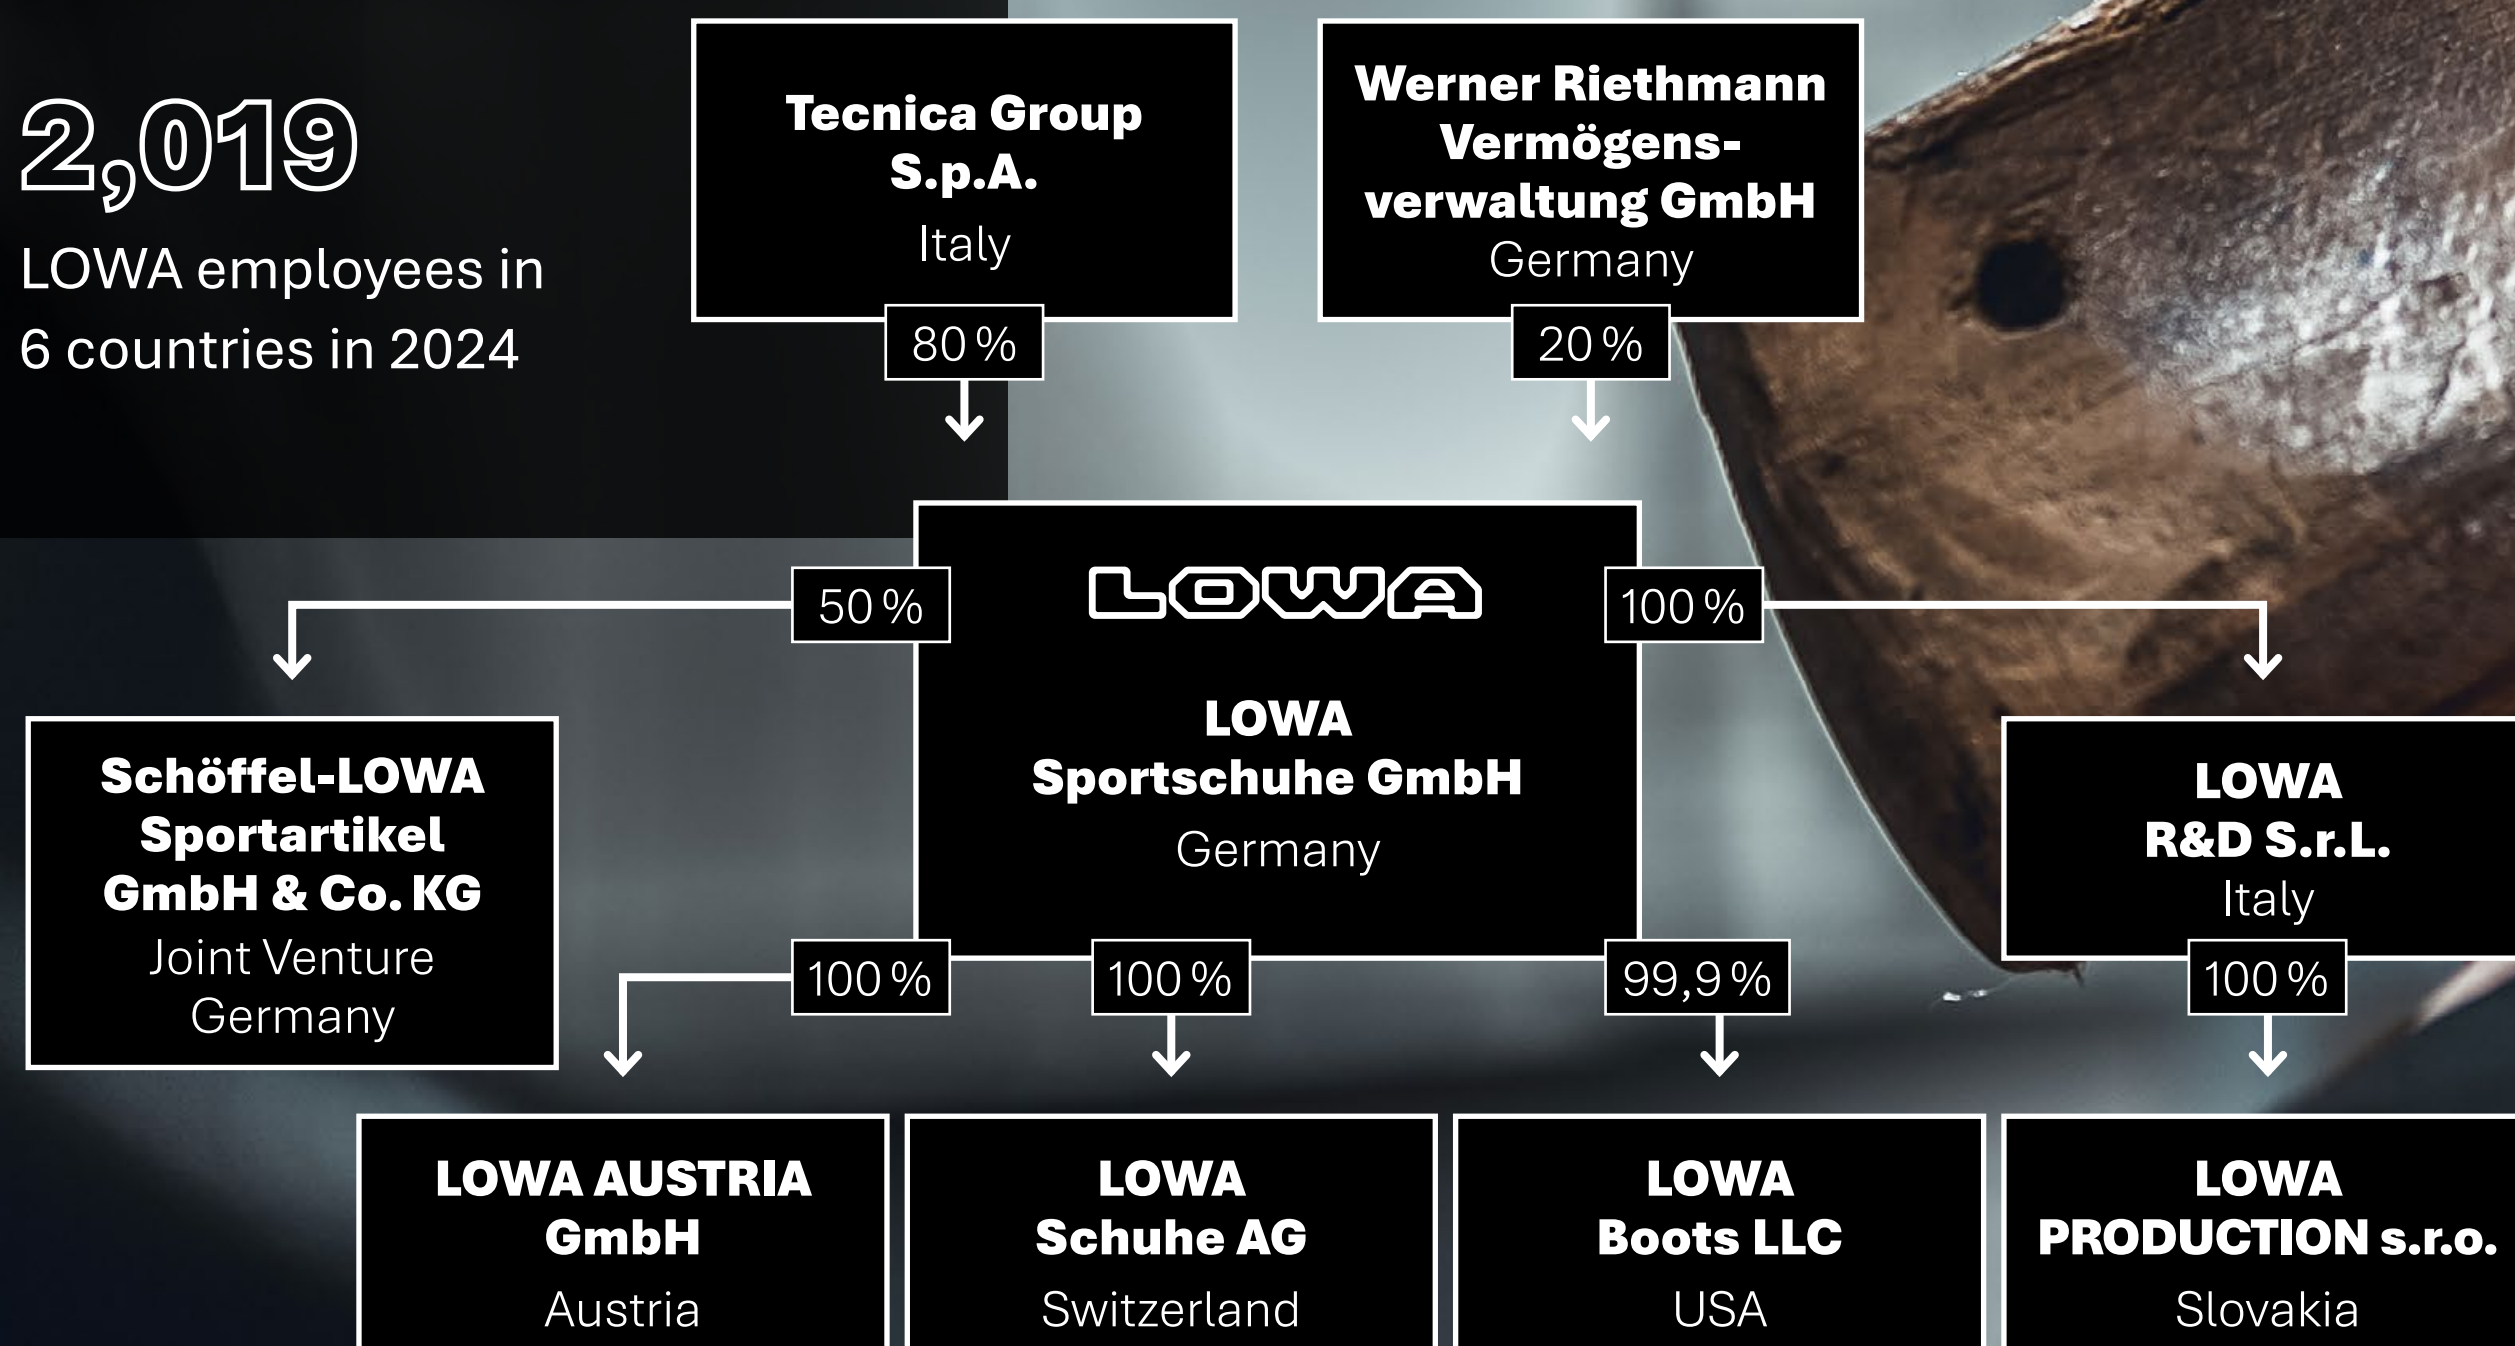 2,019
LOWA employees in
6 countries in 2024
Tecnica Group
S.p.A.
Italy
80 %
Werner Riethmann
Vermögens-
verwaltung GmbH
Germany
20 %
LOWA
LOWA
Sportschuhe GmbH
Germany
50 %
100 %
Schöffel-LOWA
Sportartikel
GmbH & Co. KG
Joint Venture
Germany
LOWA
R&D S.r.L.
Italy
100 %
100 %
99,9 %
100 %
LOWA AUSTRIA
GmbH
Austria
LOWA
Schuhe AG
Switzerland
LOWA
Boots LLC
USA
LOWA
PRODUCTION s.r.o.
Slovakia